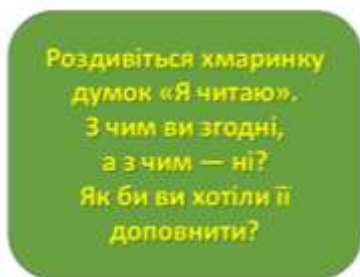 Роздивіться хмаринку
думок «Я читаю».
З чим ви згодні,
а з чим — ні?
Як би ви хотіли її
доповнити?